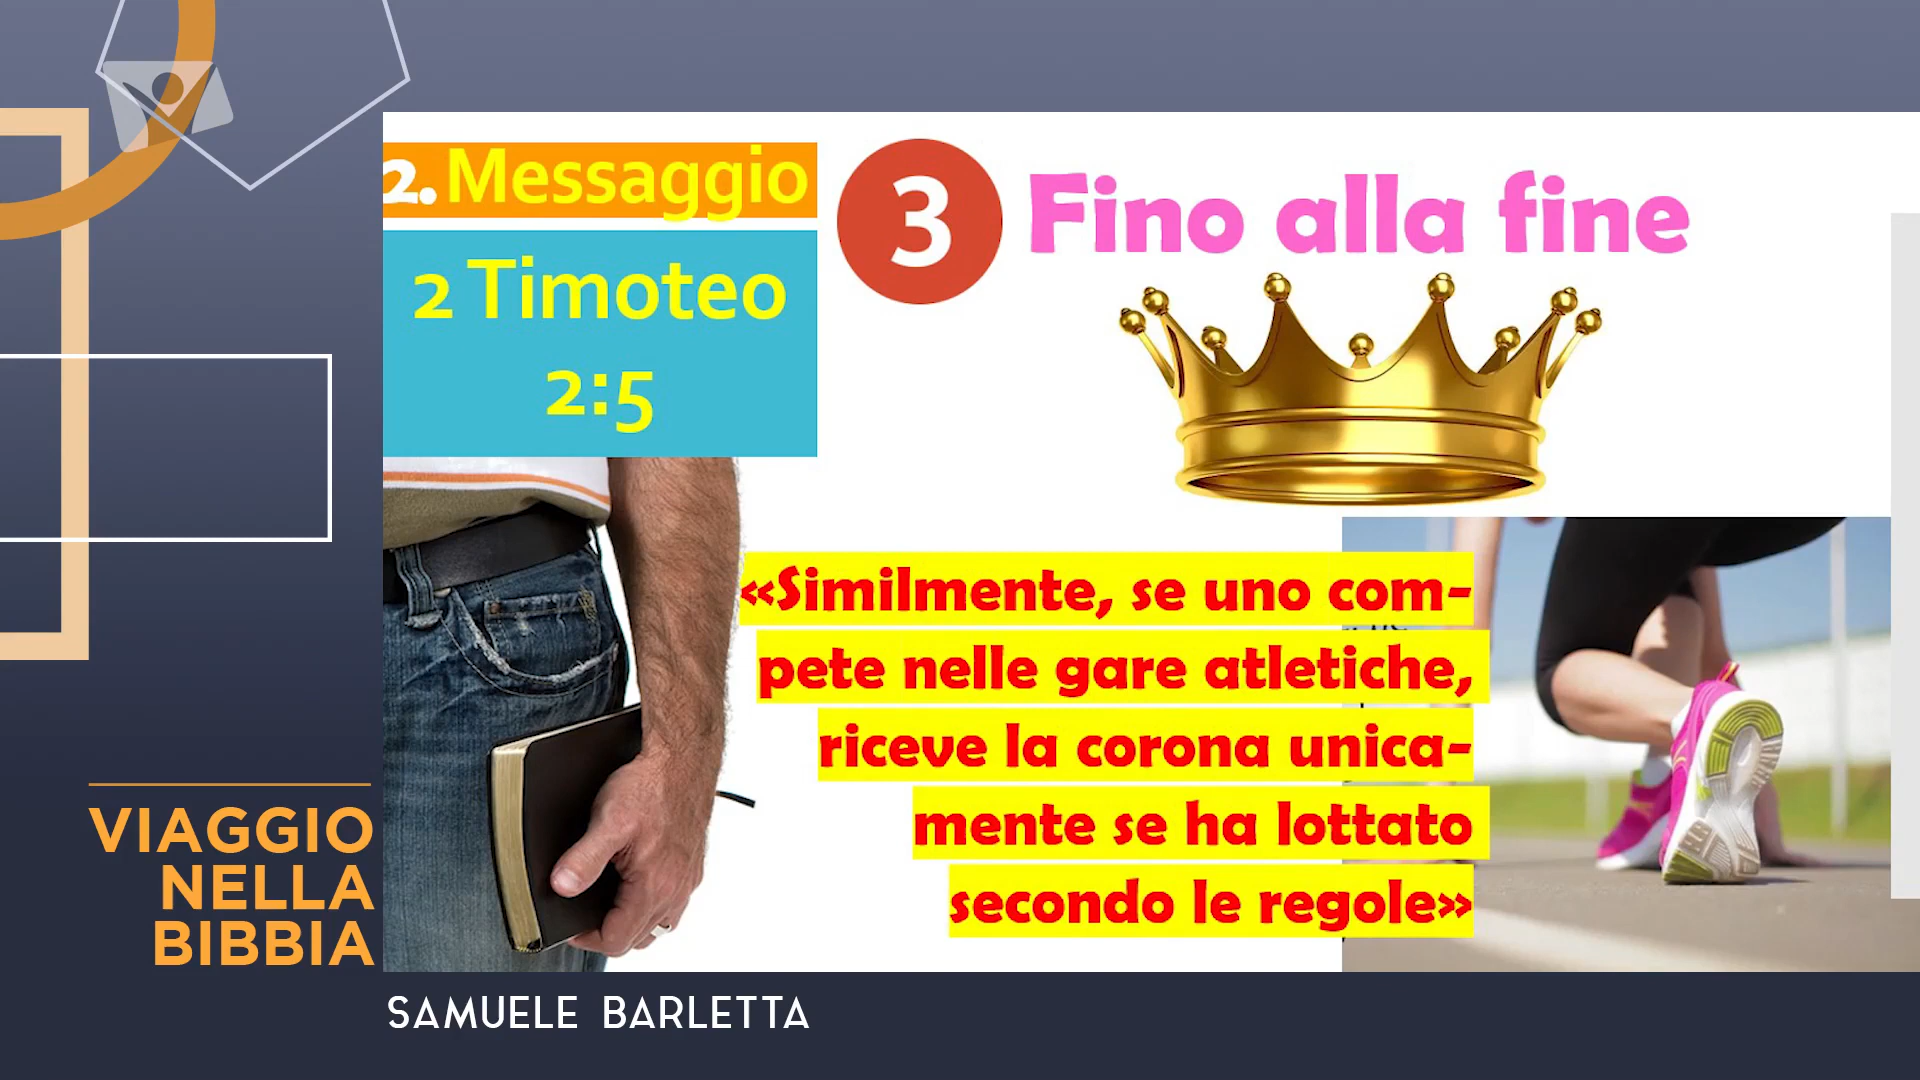 2. Messaggio
2 Timoteo
2:5
3 Fino alla fine
«Similmente, se uno com-
pete nelle gare atletiche,
riceve la corona unica-
mente se ha lottato
secondo le regole»
VIAGGIO
NELLA
BIBBIA
SAMUELE BARLETTA